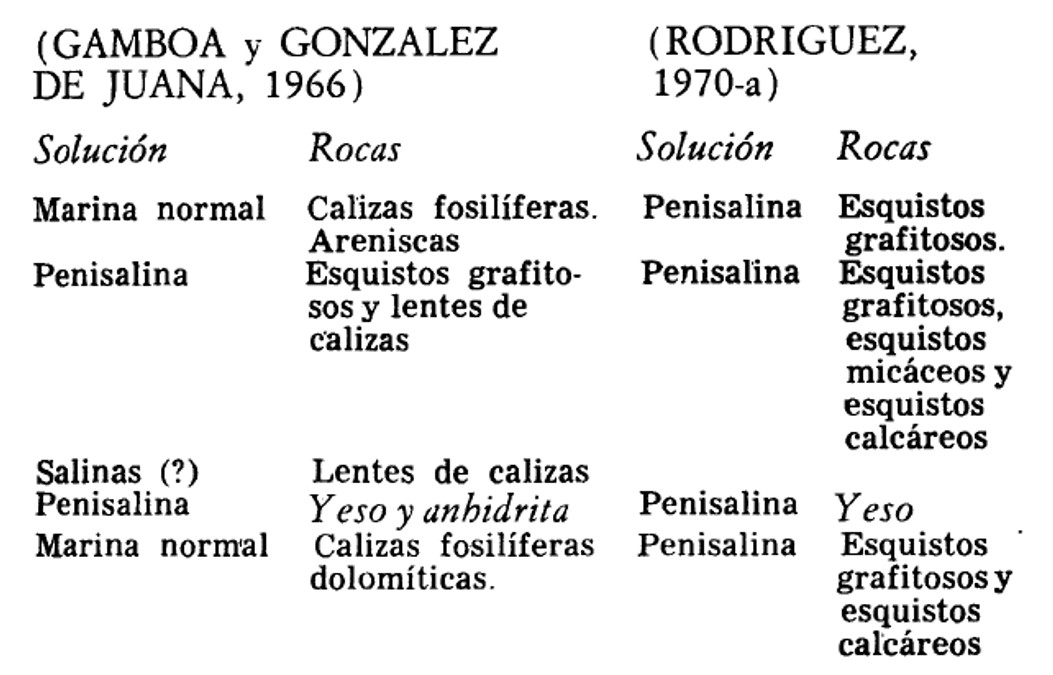 (GAMBOA y GONZALEZ (RODRIGUEZ,
DE JUANA, 1966) 1970-a)
Solución Rocas Solución Rocas
Marina normal Calizas fosilíferas. Penisalina Esquistos
Areniscas grafitosos.
Penisalina Esquistos grafito- Penisalina Esquistos
sos y lentes de grafitosos,
calizas esquistos
micáceos y
esquistos
calcáreos
Salinas (?) Lentes de calizas
Penisalina Yeso y anhidrita Penisalina Yeso
Marina normal Calizas fosilíferas Penisalina Esquistos
dolomíticas. grafitosos y
esquistos
calcáreos